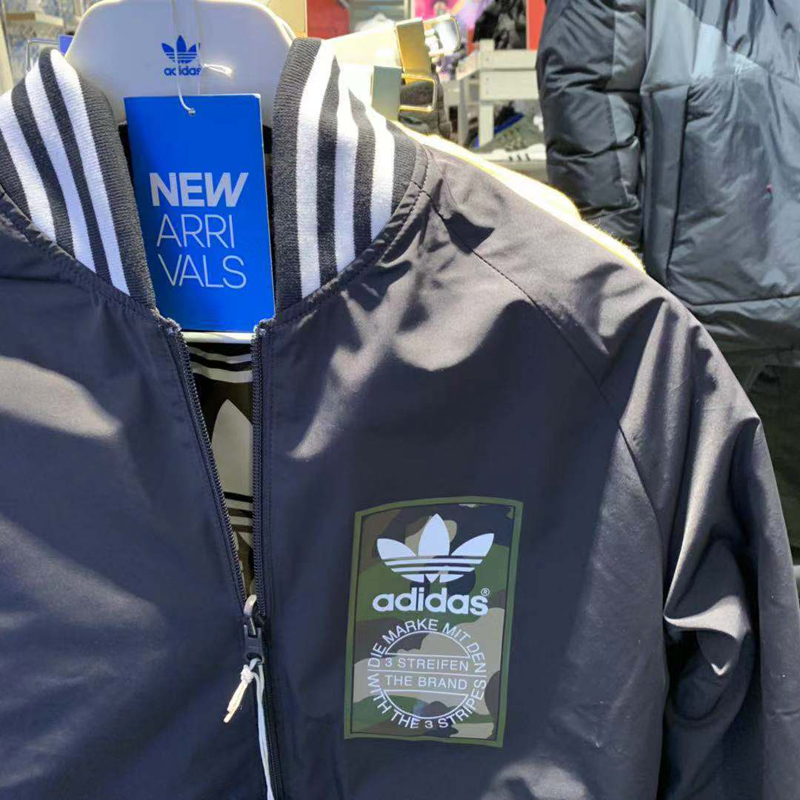 adidas
NEW
ARRI
VALS
adidas®
DIE MARKE MIT DEN
3 STREIFEN
THE BRAND
WITH THE 3 STRIPES